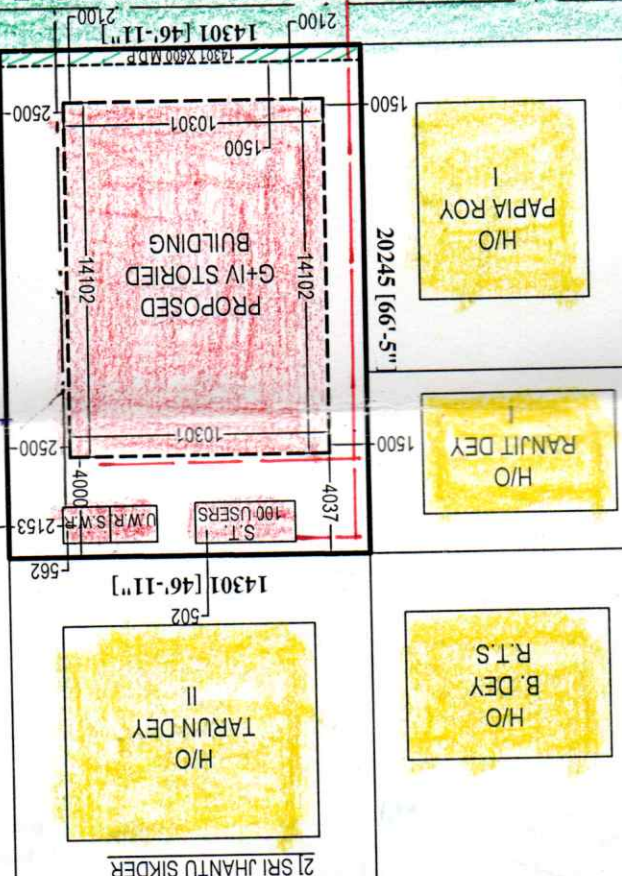 2] SRI JHANTU SIKDER
H/O
TARUN DEY
II
H/O
B. DEY
R.T.S
502
14301 [46'-11"]
562
S.T
100 USERS
U.W.R
S.W.R
2153
4037
4000
H/O
RANJIT DEY
I
1500
10301
2500
20245 [66'-5"]
PROPOSED
G+IV STORIED
BUILDING
14102
14102
H/O
PAPIA ROY
I
1500
1500
10301
2500
14301 X600 M.D.P
14301 [46'-11"]
2100
2100